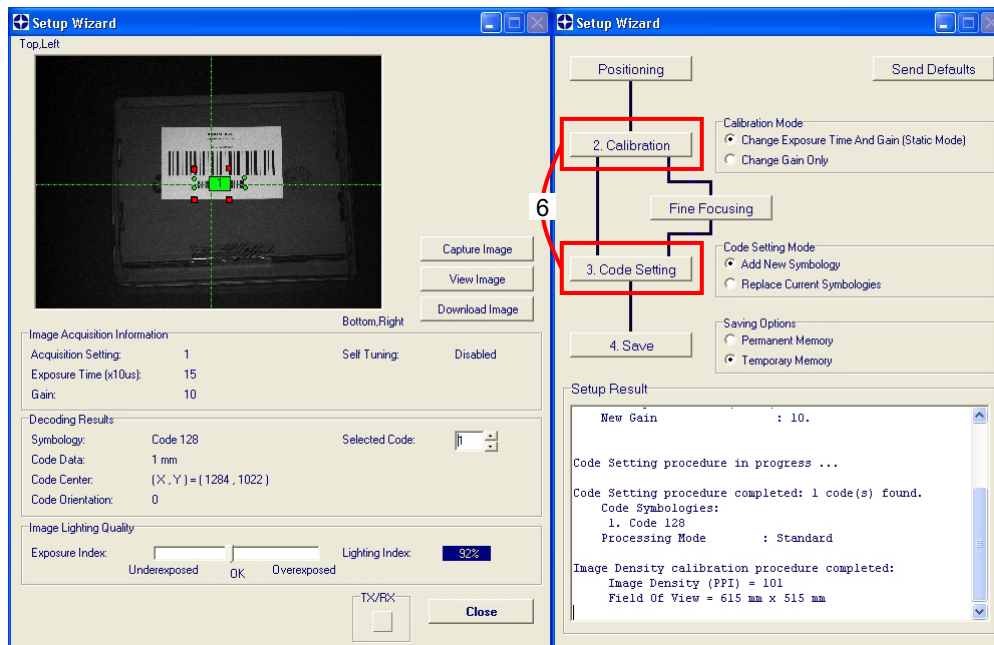 Setup Wizard
Top,Left
1
Capture Image
View Image
Download Image
Bottom,Right
Image Acquisition Information
Acquisition Setting: 1 Self Tuning: Disabled
Exposure Time (x10us): 15
Gain: 10
Decoding Results
Symbology: Code 128 Selected Code: 1
Code Data: 1 mm
Code Center: (X , Y) = ( 1284 , 1022 )
Code Orientation: 0
Image Lighting Quality
Exposure Index: Lighting Index: 92%
Underexposed OK Overexposed
TX/RX
Close
Setup Wizard
Positioning Send Defaults
2. Calibration
Calibration Mode
Change Exposure Time And Gain (Static Mode)
Change Gain Only
6
Fine Focusing
3. Code Setting
Code Setting Mode
Add New Symbology
Replace Current Symbologies
4. Save
Saving Options
Permanent Memory
Temporary Memory
Setup Result
New Gain : 10.
Code Setting procedure in progress ...
Code Setting procedure completed: 1 code(s) found.
Code Symbologies:
1. Code 128
Processing Mode : Standard
Image Density calibration procedure completed:
Image Density (PPI) = 101
Field Of View = 615 mm x 515 mm